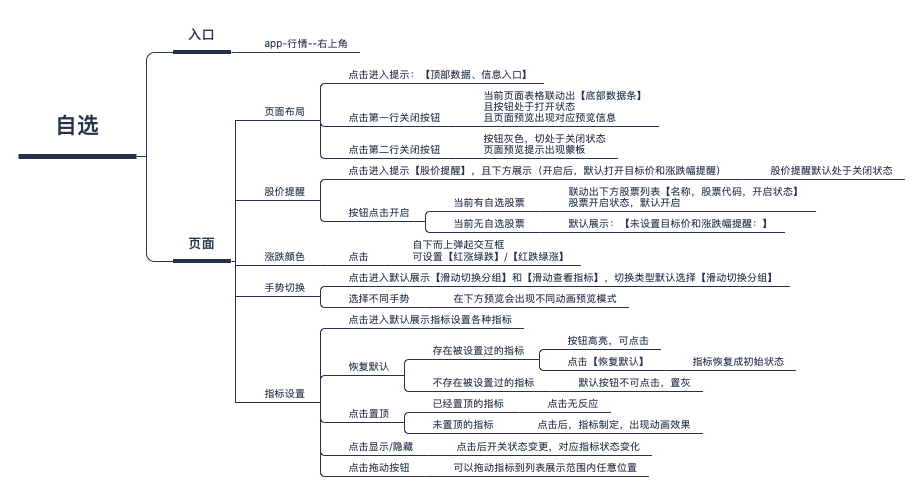 自选
入口
app-行情--右上角
页面
页面布局
点击进入提示：【顶部数据、信息入口】
点击第一行关闭按钮
当前页面表格联动出【底部数据条】
且按钮处于打开状态
且页面预览出现对应预览信息
点击第二行关闭按钮
按钮灰色，切处于关闭状态
页面预览提示出现蒙板
股价提醒
点击进入提示【股价提醒】，且下方展示（开启后，默认打开目标价和涨跌幅提醒）
股价提醒默认处于关闭状态
按钮点击开启
当前有自选股票
联动出下方股票列表【名称，股票代码，开启状态】
股票开启状态，默认开启
当前无自选股票
默认展示：【未设置目标价和涨跌幅提醒：】
涨跌颜色
点击
自下而上弹起交互框
可设置【红涨绿跌】/【红跌绿涨】
手势切换
点击进入默认展示【滑动切换分组】和【滑动查看指标】，切换类型默认选择【滑动切换分组】
选择不同手势
在下方预览会出现不同动画预览模式
指标设置
点击进入默认展示指标设置各种指标
恢复默认
存在被设置过的指标
按钮高亮，可点击
点击【恢复默认】
指标恢复成初始状态
不存在被设置过的指标
默认按钮不可点击，置灰
点击置顶
已经置顶的指标
点击无反应
未置顶的指标
点击后，指标制定，出现动画效果
点击显示/隐藏
点击后开关状态变更，对应指标状态变化
点击拖动按钮
可以拖动指标到列表展示范围内任意位置